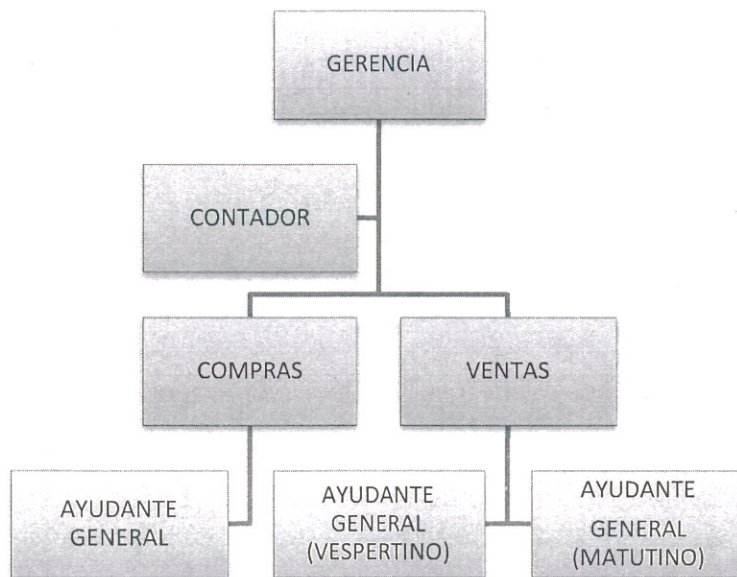 GERENCIA
CONTADOR
COMPRAS
VENTAS
AYUDANTE
GENERAL
AYUDANTE
GENERAL
(VESPERTINO)
AYUDANTE
GENERAL
(MATUTINO)